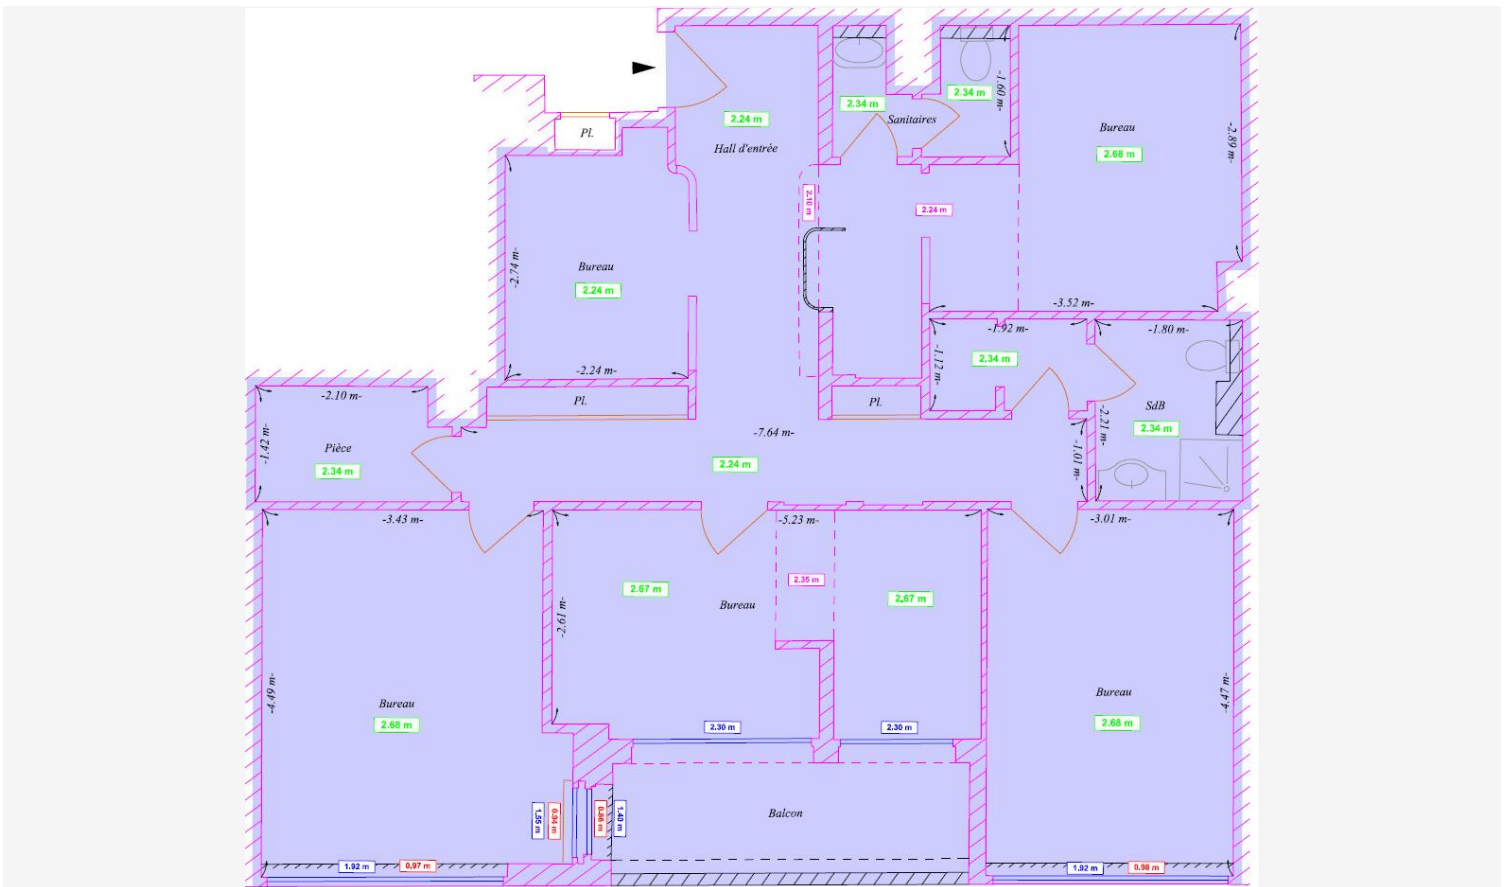 2.34 m
-1.60 m-
2.34 m
2.24 m
Sanitaires
Pl.
Bureau
-2.89 m-
Hall d'entrée
2.68 m
2.16 m
2.24 m
-2.74 m-
Bureau
2.24 m
-3.52 m-
-1.92 m-
-1.80 m-
-1.12 m-
2.34 m
-2.24 m-
-2.10 m-
Pl.
Pl.
SdB
-2.21 m-
2.34 m
-7.64 m-
-1.42 m-
Pièce
2.34 m
2.24 m
-1.01 m-
-3.43 m-
-5.23 m-
-3.01 m-
2.35 m
2.67 m
2.67 m
Bureau
-2.61 m-
-4.49 m-
Bureau
2.68 m
Bureau
-4.47 m-
2.68 m
2.30 m
2.30 m
Balcon
1.55 m
0.94 m
0.86 m
1.40 m
1.92 m
0.97 m
1.92 m
0.98 m